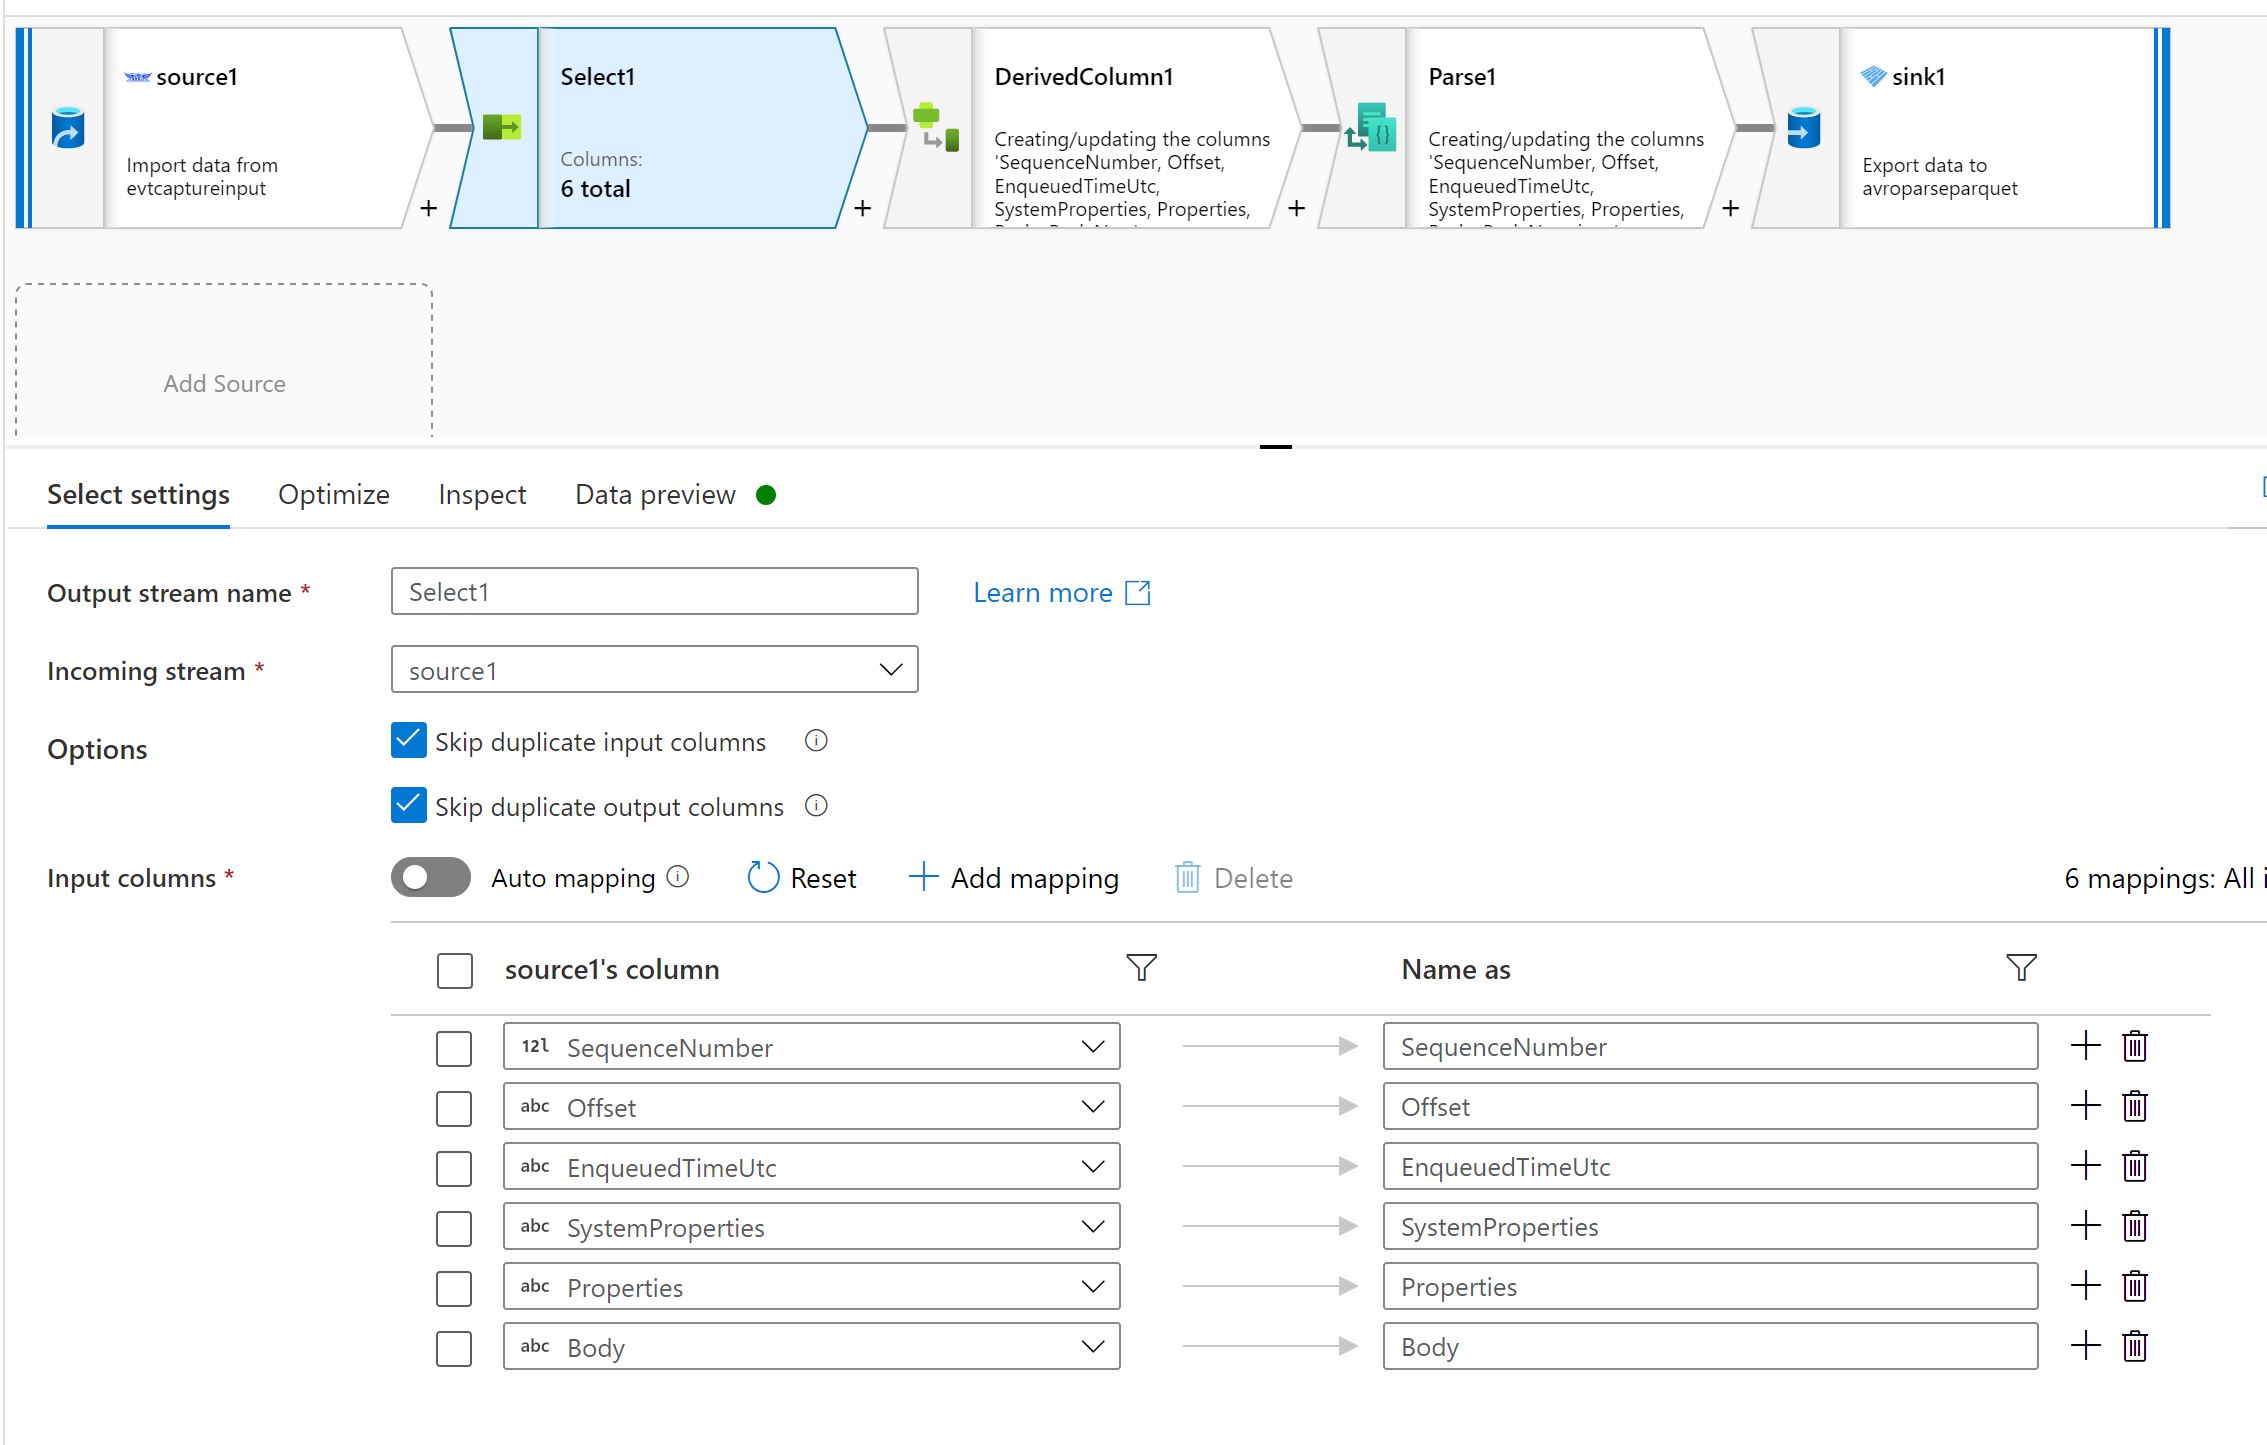 source1
Import data from
evtcaptureinput
+
Select1
Columns:
6 total
+
DerivedColumn1
Creating/updating the columns
'SequenceNumber, Offset,
EnqueuedTimeUtc,
SystemProperties, Properties,
+
Parse1
Creating/updating the columns
'SequenceNumber, Offset,
EnqueuedTimeUtc,
SystemProperties, Properties,
+
sink1
Export data to
avroparseparquet
Add Source
Select settings Optimize Inspect Data preview
Output stream name * Select1 Learn more
Incoming stream * source1
Options Skip duplicate input columns
Skip duplicate output columns
Input columns * Auto mapping Reset Add mapping Delete 6 mappings: All
source1's column Name as
12l SequenceNumber SequenceNumber
abc Offset Offset
abc EnqueuedTimeUtc EnqueuedTimeUtc
abc SystemProperties SystemProperties
abc Properties Properties
abc Body Body